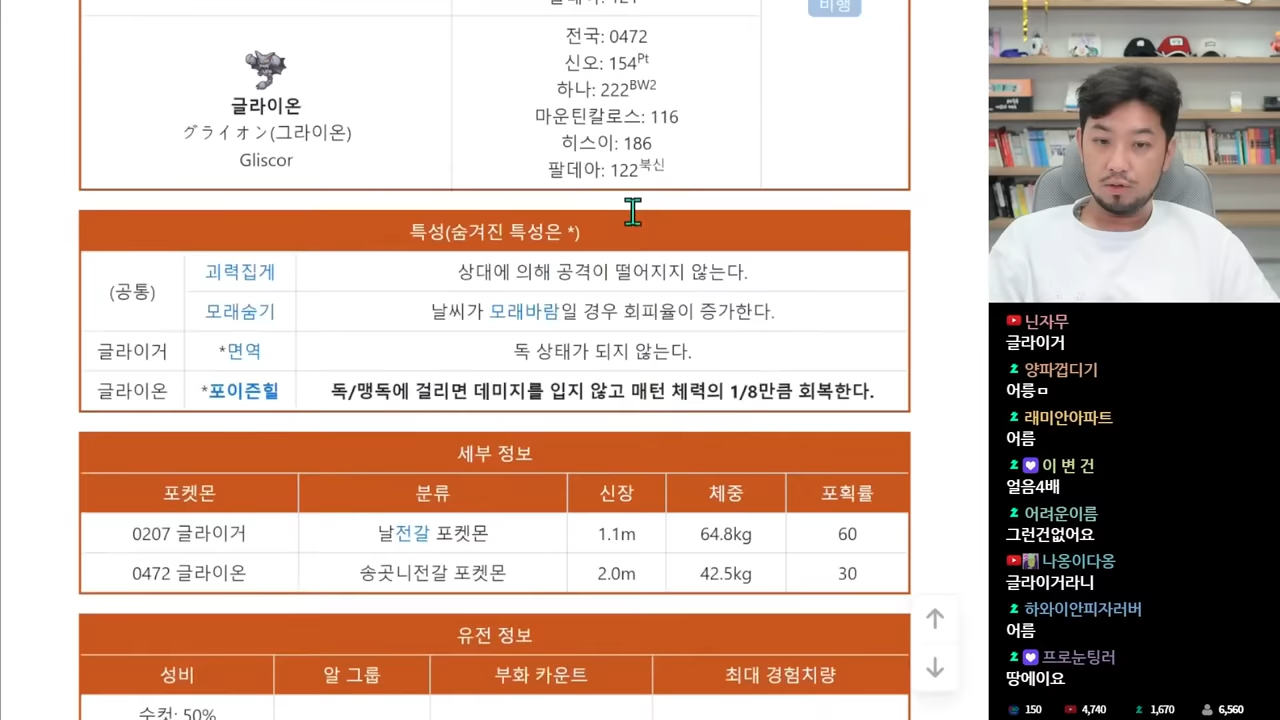 비행
글라이온
グライオン(그라이온)
Gliscor
전국: 0472
신오: 154Pt
하나: 222BW2
마운틴칼로스: 116
히스이: 186
팔데아: 122북신
특성(숨겨진 특성은 *)
(공통)
괴력집게
상대에 의해 공격이 떨어지지 않는다.
모래숨기
날씨가 모래바람일 경우 회피율이 증가한다.
글라이거
*면역
독 상태가 되지 않는다.
글라이온
*포이즌힐
독/맹독에 걸리면 데미지를 입지 않고 매턴 체력의 1/8만큼 회복한다.
세부 정보
포켓몬 분류 신장 체중 포획률
0207 글라이거 날전갈 포켓몬 1.1m 64.8kg 60
0472 글라이온 송곳니전갈 포켓몬 2.0m 42.5kg 30
유전 정보
성비 알 그룹 부화 카운트 최대 경험치량
수컷: 50%
닌자무
글라이거
양파껍디기
어릉ㅁ
래미안아파트
어름
이 변 건
얼음4배
어려운이름
그런건없어요
나옹이다옹
글라이거라니
하와이안피자러버
어름
프로눈팅러
땅에이요
150 4,740 1,670 6,560